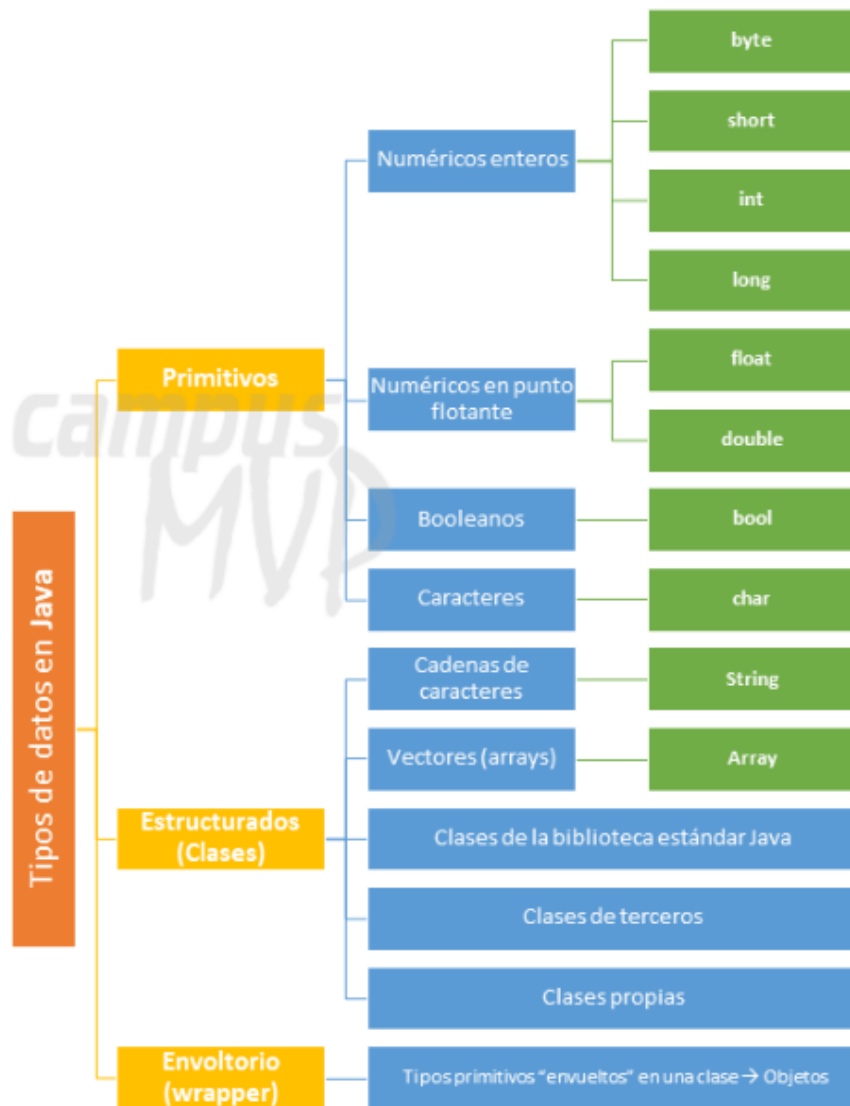 byte
short
Numéricos enteros
int
long
Primitivos
Numéricos en punto
flotante
float
double
campus
MVP
Booleanos
bool
Caracteres
char
Tipos de datos en Java
Cadenas de
caracteres
String
Vectores (arrays)
Array
Estructurados
(Clases)
Clases de la biblioteca estándar Java
Clases de terceros
Clases propias
Envoltorio
(wrapper)
Tipos primitivos "envueltos" en una clase → Objetos